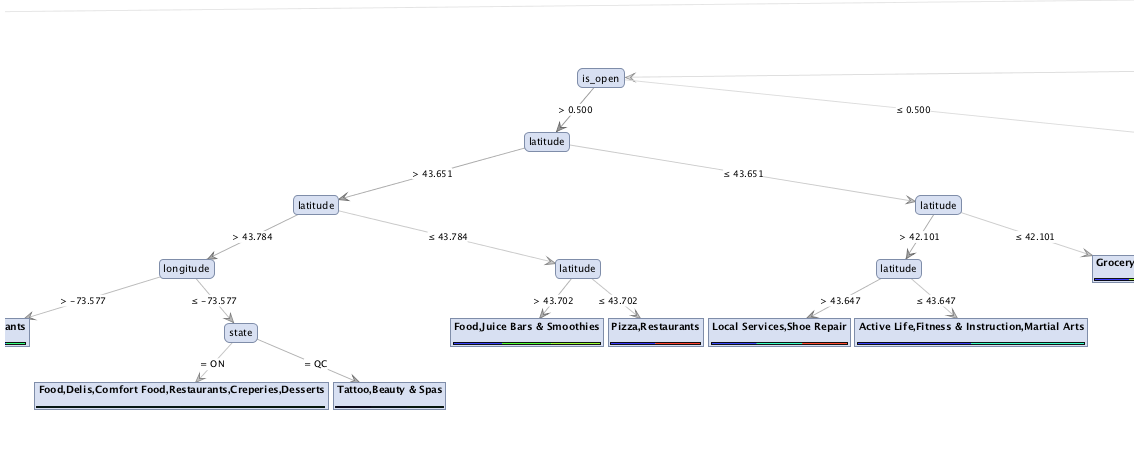 is_open
> 0.500
≤ 0.500
latitude
> 43.651
≤ 43.651
latitude
latitude
> 43.784
≤ 43.784
> 42.101
≤ 42.101
longitude
latitude
latitude
Grocery
> −73.577
≤ −73.577
> 43.702
≤ 43.702
> 43.647
≤ 43.647
ants
state
Food,Juice Bars & Smoothies
Pizza,Restaurants
Local Services,Shoe Repair
Active Life,Fitness & Instruction,Martial Arts
= ON
= QC
Food,Delis,Comfort Food,Restaurants,Creperies,Desserts
Tattoo,Beauty & Spas